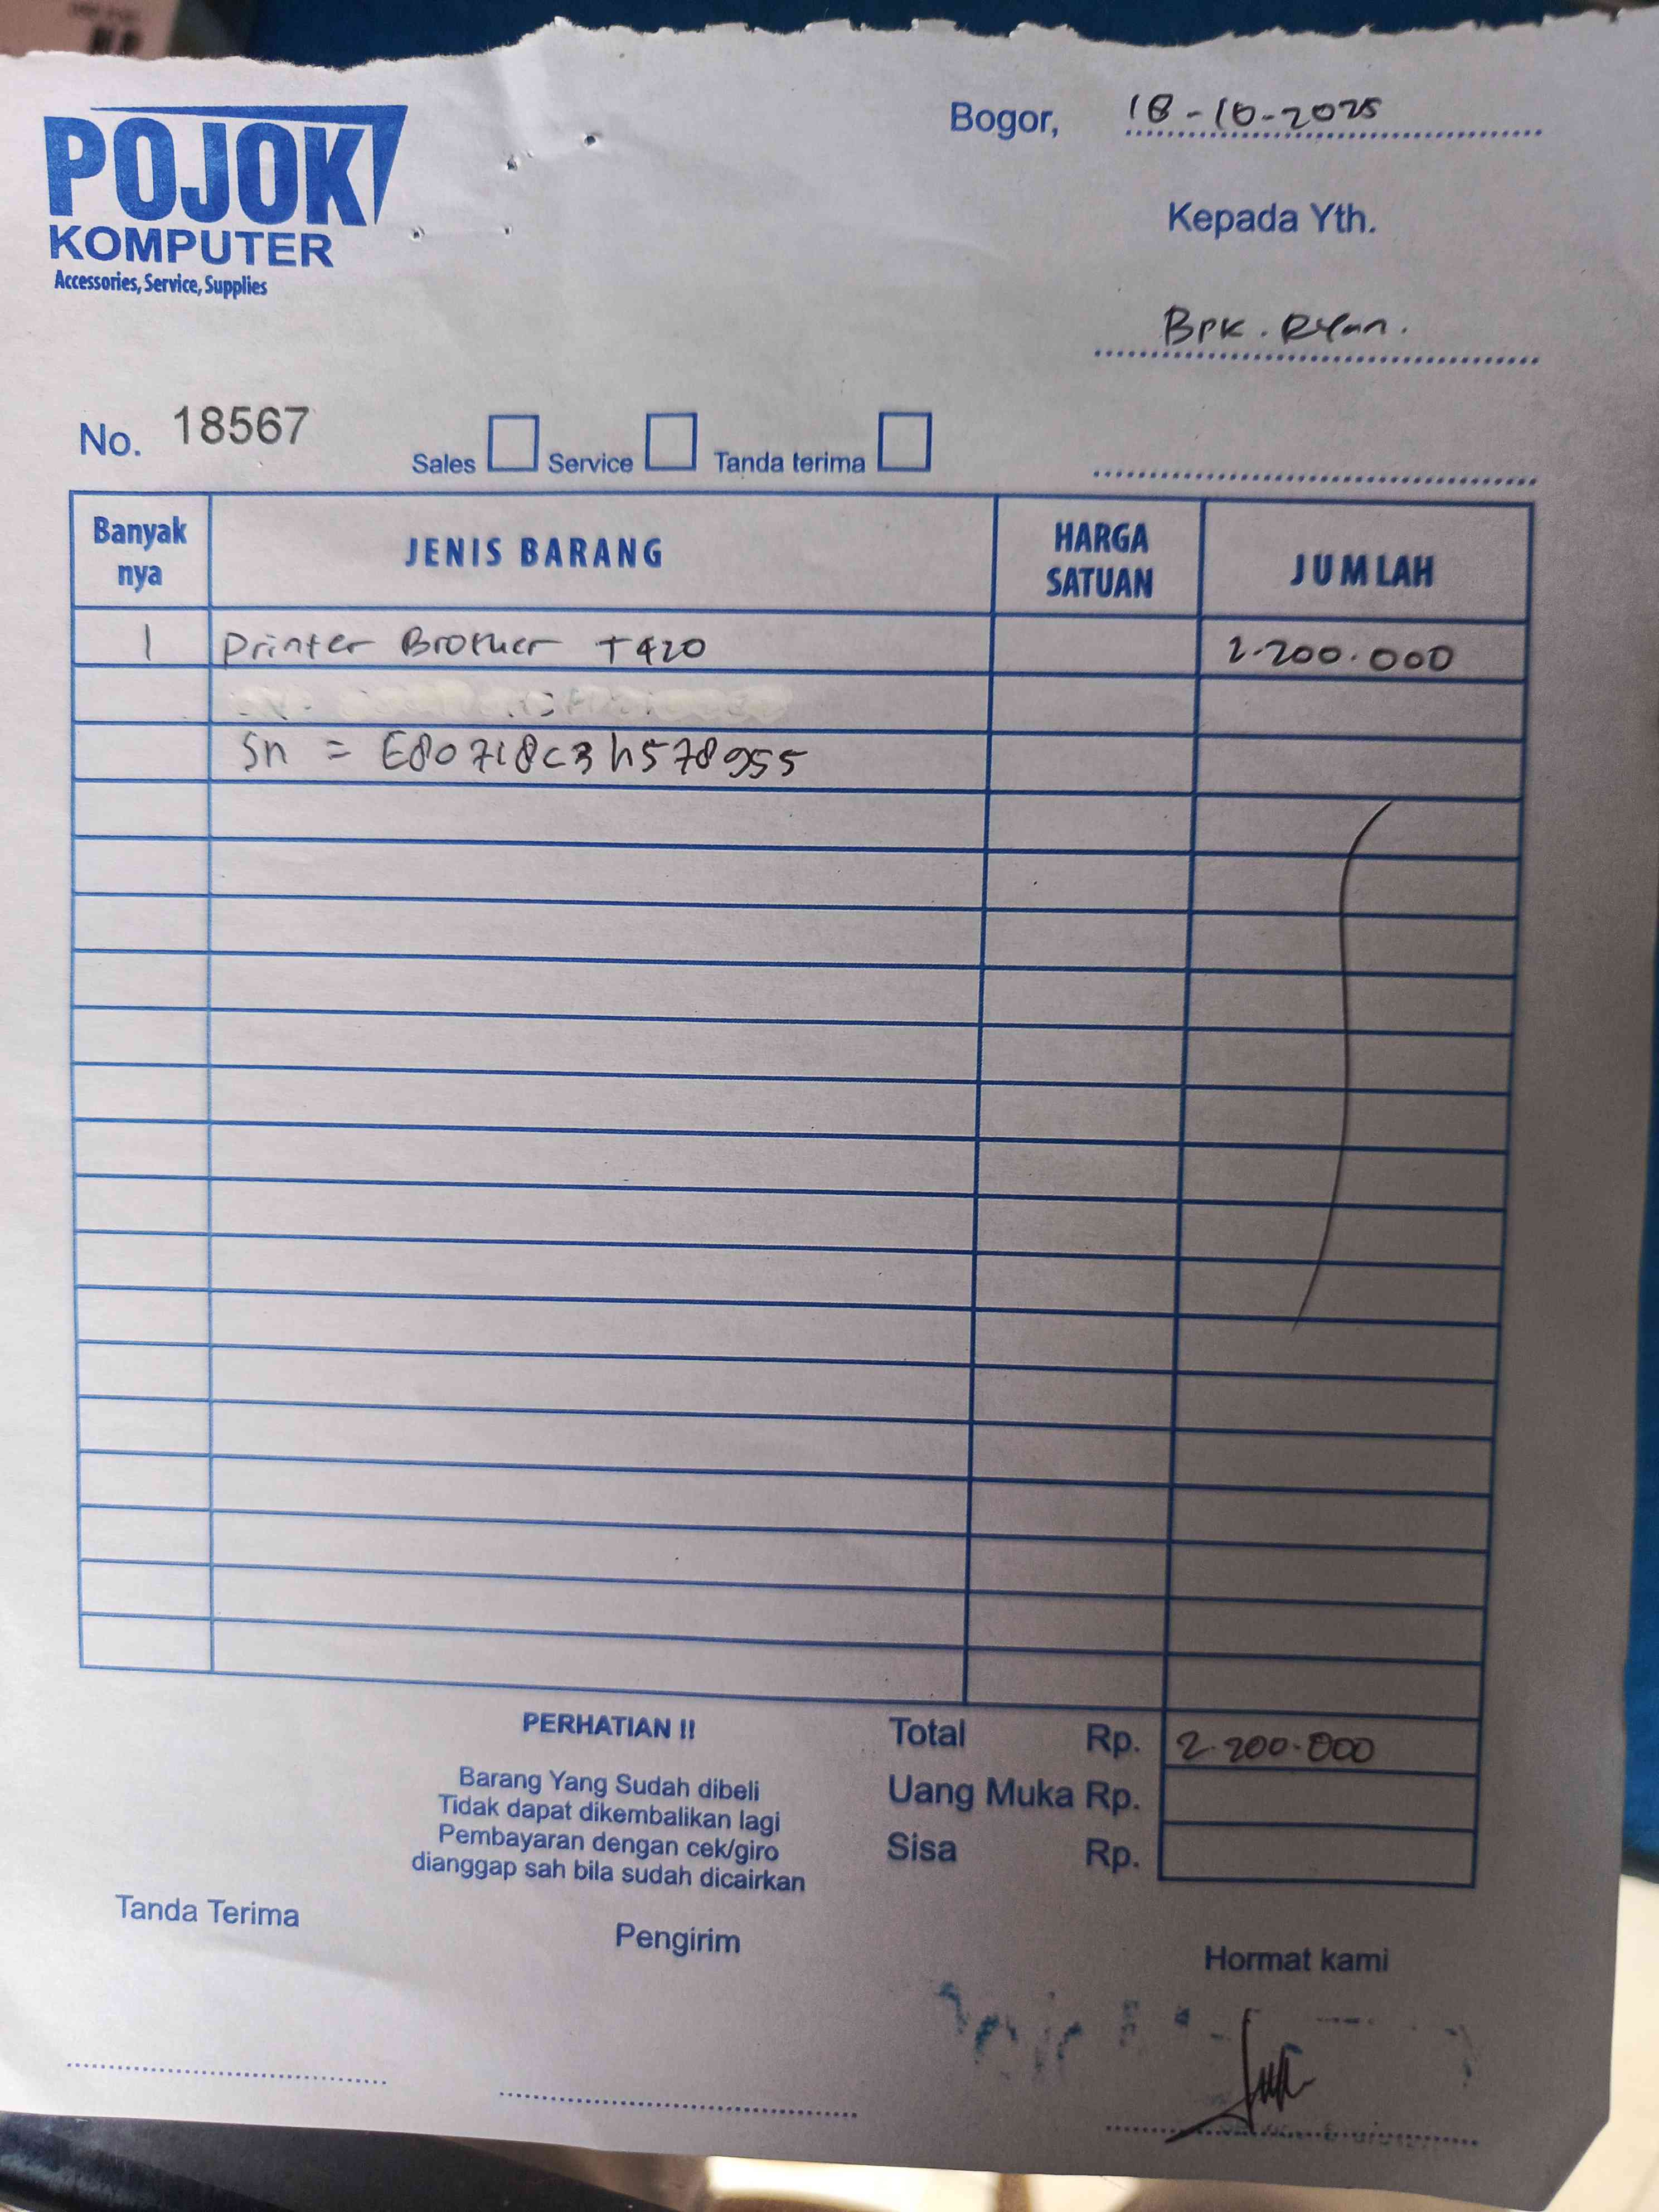 POJOK
KOMPUTER
Accessories, Service, Supplies
Bogor, 18-10-2025
Kepada Yth.
Bpk. Ryan.
No. 18567
Sales Service Tanda terima
Banyak nya JENIS BARANG HARGA SATUAN JUMLAH
1 Printer Brother T420 2.200.000
Sn = E80718C3H578955
PERHATIAN !!
Barang Yang Sudah dibeli
Tidak dapat dikembalikan lagi
Pembayaran dengan cek/giro
dianggap sah bila sudah dicairkan
Total Rp. 2.200.000
Uang Muka Rp.
Sisa Rp.
Tanda Terima
Pengirim
Hormat kami